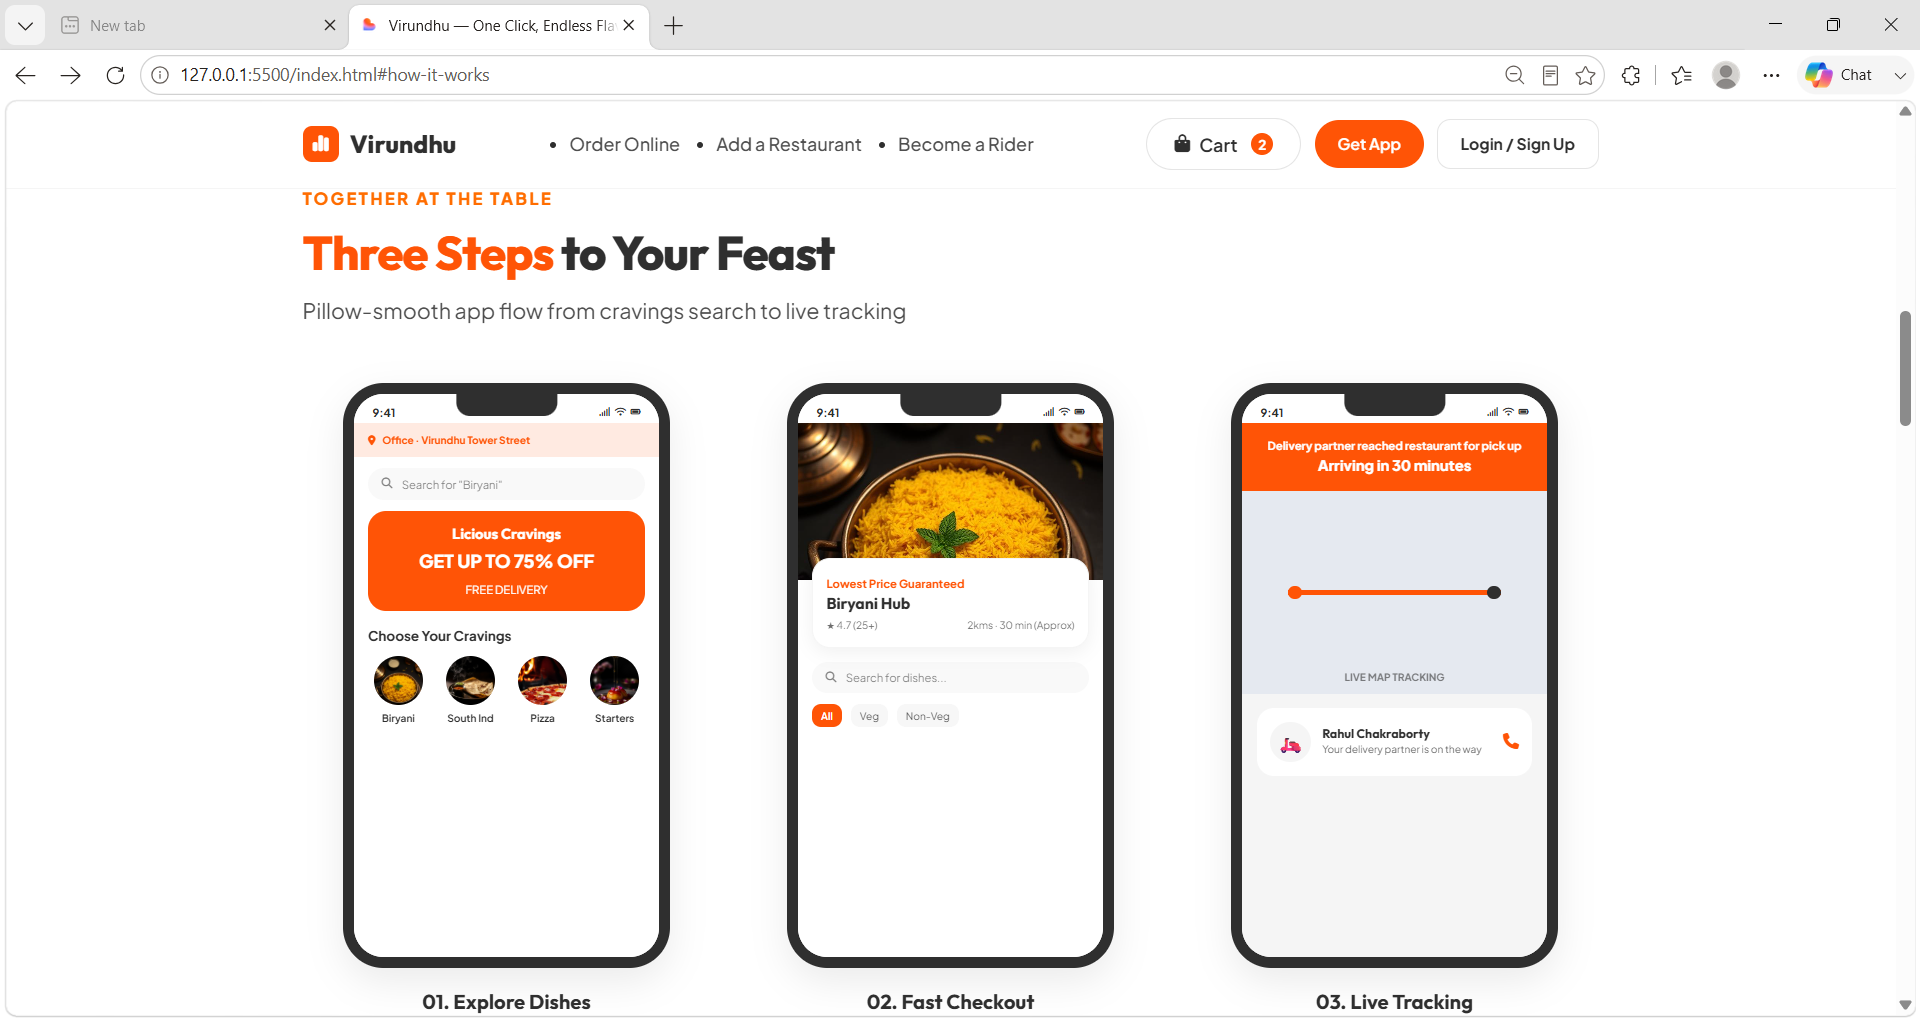 New tab
Virundhu — One Click, Endless Fla
127.0.0.1:5500/index.html#how-it-works
Chat
Virundhu
• Order Online • Add a Restaurant • Become a Rider
Cart 2
Get App
Login / Sign Up
TOGETHER AT THE TABLE
Three Steps to Your Feast
Pillow-smooth app flow from cravings search to live tracking
9:41
Office · Virundhu Tower Street
Search for "Biryani"
Licious Cravings
GET UP TO 75% OFF
FREE DELIVERY
Choose Your Cravings
Biryani South Ind Pizza Starters
01. Explore Dishes
9:41
Lowest Price Guaranteed
Biryani Hub
★ 4.7 (25+) 2kms · 30 min (Approx)
Search for dishes...
All Veg Non-Veg
02. Fast Checkout
9:41
Delivery partner reached restaurant for pick up
Arriving in 30 minutes
LIVE MAP TRACKING
Rahul Chakraborty
Your delivery partner is on the way
03. Live Tracking